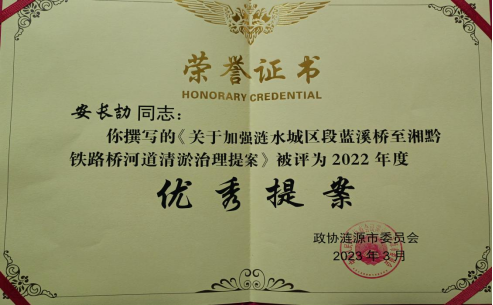 荣誉证书
HONORARY CREDENTIAL
安长劼同志：
你撰写的《关于加强涟水城区段蓝溪桥至湘黔
铁路桥河道清淤治理提案》被评为2022年度
优秀提案
政协涟源市委员会
2023年3月